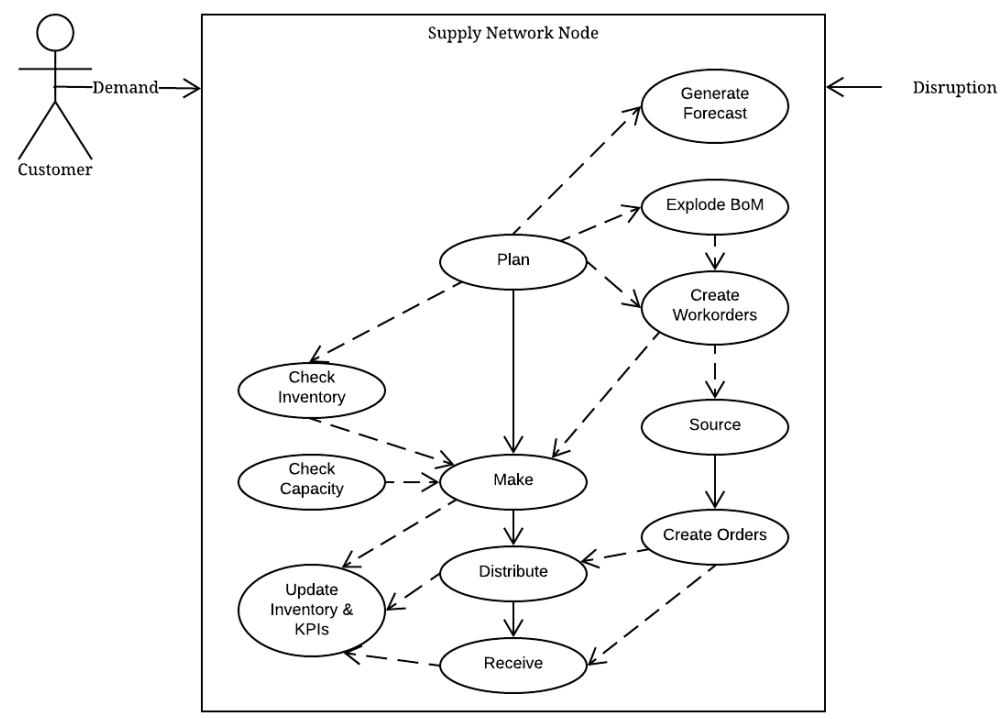 Supply Network Node
Demand
Disruption
Customer
Generate
Forecast
Explode BoM
Plan
Create
Workorders
Check
Inventory
Source
Check
Capacity
Make
Create Orders
Distribute
Update
Inventory &
KPIs
Receive